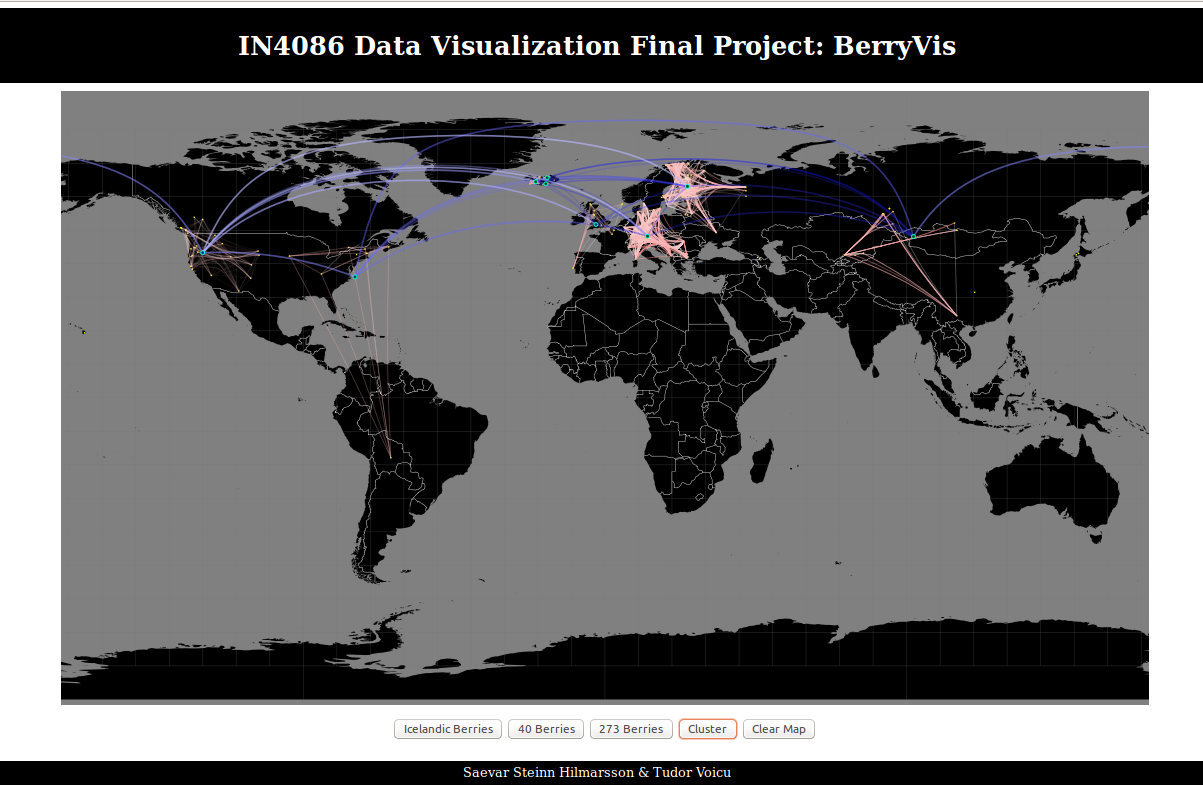 IN4086 Data Visualization Final Project: BerryVis
Icelandic Berries 40 Berries 273 Berries Cluster Clear Map
Saevar Steinn Hilmarsson & Tudor Voicu